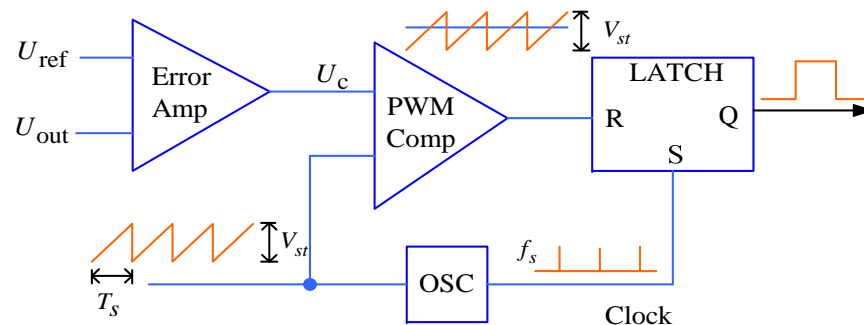 V_st
LATCH
U_ref
Error
Amp
U_c
PWM
Comp
R
Q
U_out
S
V_st
f_s
OSC
T_s
Clock